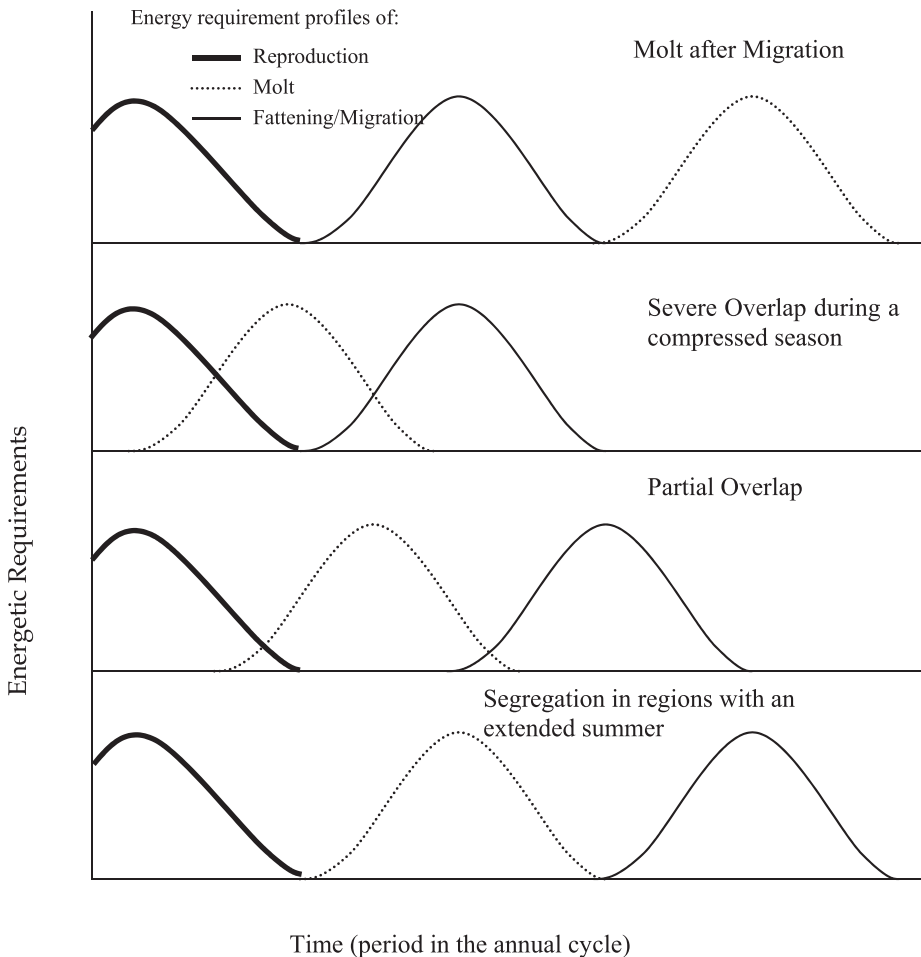 Energy requirement profiles of:
Reproduction
Molt
Fattening/Migration
Molt after Migration
Severe Overlap during a
compressed season
Partial Overlap
Segregation in regions with an
extended summer
Energetic Requirements
Time (period in the annual cycle)